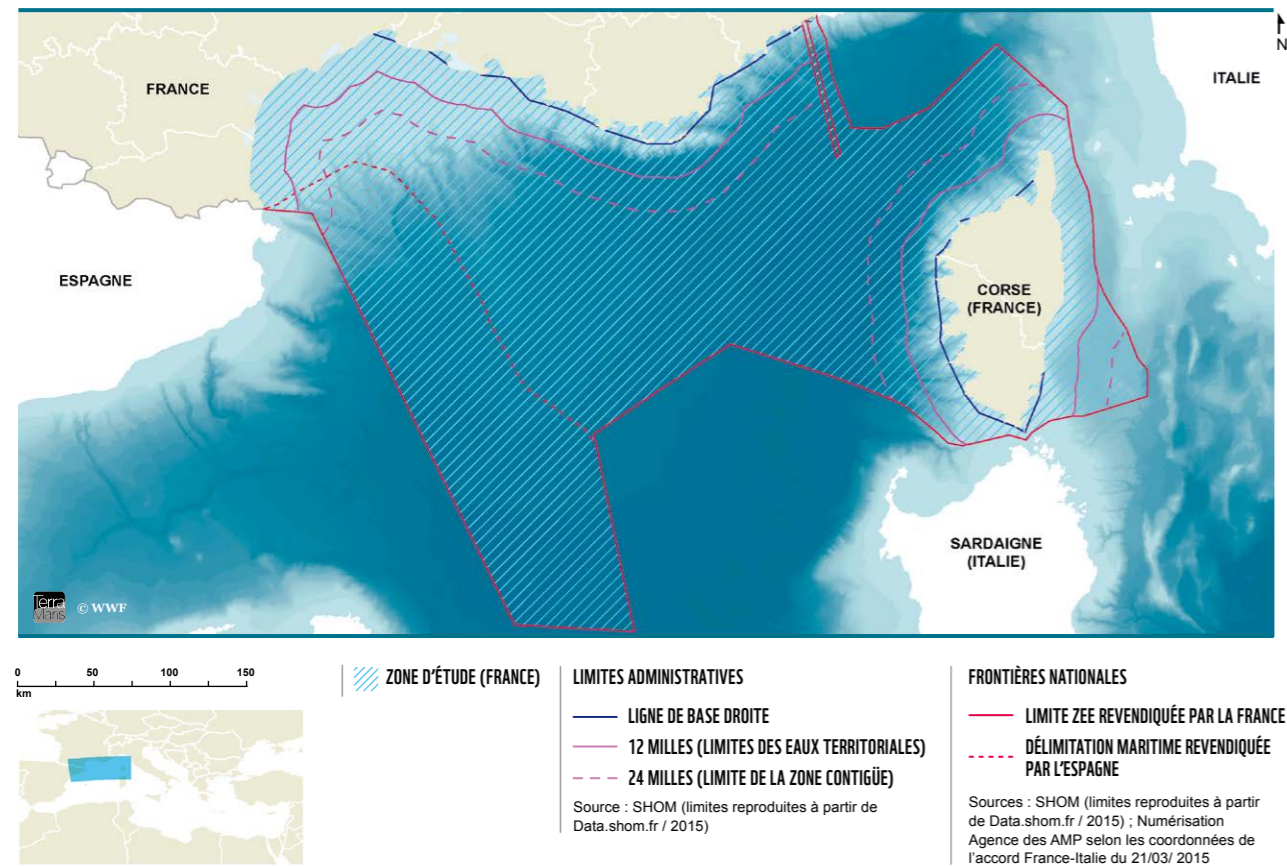 N
FRANCE
ITALIE
ESPAGNE
CORSE
(FRANCE)
SARDAIGNE
(ITALIE)
Terra
Maris
© WWF
0 50 100 150
km
ZONE D'ÉTUDE (FRANCE)
LIMITES ADMINISTRATIVES
LIGNE DE BASE DROITE
12 MILLES (LIMITES DES EAUX TERRITORIALES)
24 MILLES (LIMITE DE LA ZONE CONTIGÜE)
Source : SHOM (limites reproduites à partir de
Data.shom.fr / 2015)
FRONTIÈRES NATIONALES
LIMITE ZEE REVENDIQUÉE PAR LA FRANCE
DÉLIMITATION MARITIME REVENDIQUÉE
PAR L'ESPAGNE
Sources : SHOM (limites reproduites à partir
de Data.shom.fr / 2015) ; Numérisation
Agence des AMP selon les coordonnées de
l'accord France-Italie du 21/03/ 2015